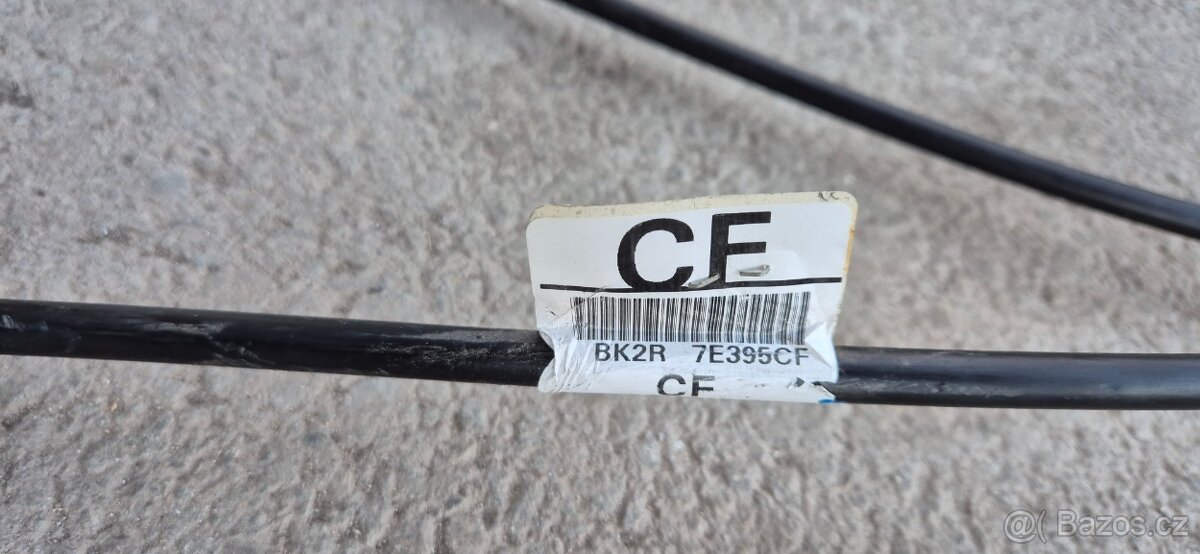 CF
BK2R 7E395CF
CF
@( Bazos.cz